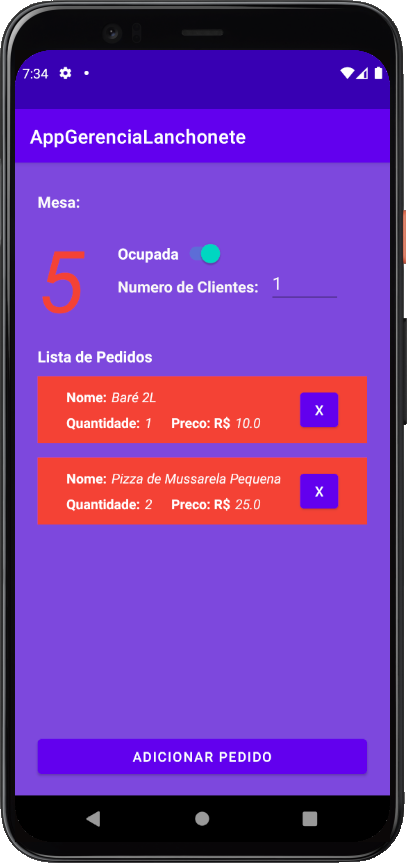 7:34
AppGerenciaLanchonete
Mesa:
5
Ocupada
Numero de Clientes: 1
Lista de Pedidos
Nome: Baré 2L
Quantidade: 1 Preco: R$ 10.0
X
Nome: Pizza de Mussarela Pequena
Quantidade: 2 Preco: R$ 25.0
X
ADICIONAR PEDIDO